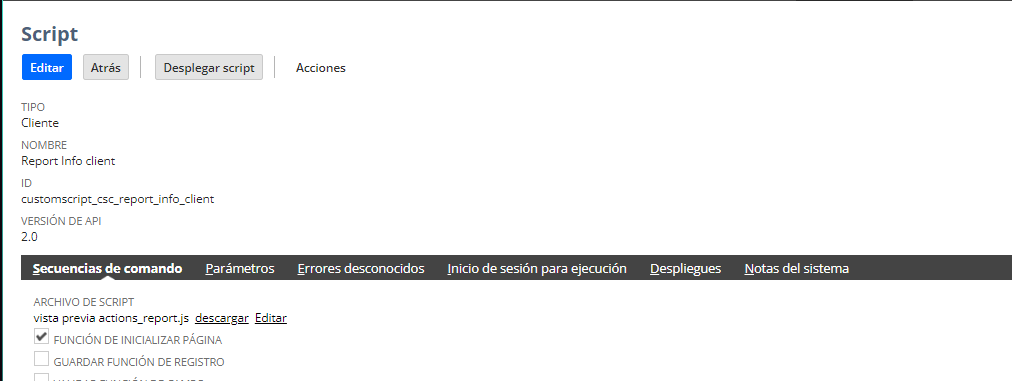 Script
Editar Atrás Desplegar script Acciones
TIPO
Cliente
NOMBRE
Report Info client
ID
customscript_csc_report_info_client
VERSIÓN DE API
2.0
Secuencias de comando Parámetros Errores desconocidos Inicio de sesión para ejecución Despliegues Notas del sistema
ARCHIVO DE SCRIPT
vista previa actions_report.js descargar Editar
FUNCIÓN DE INICIALIZAR PÁGINA
GUARDAR FUNCIÓN DE REGISTRO